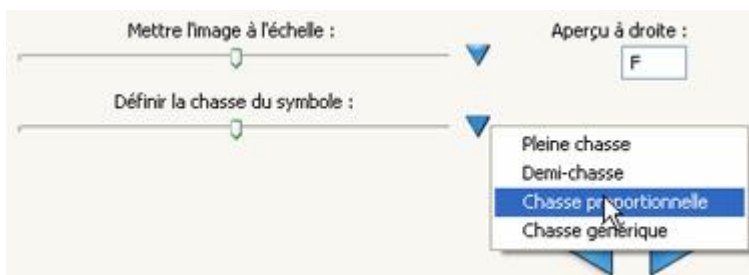 Mettre l'image à l'échelle :
Aperçu à droite :
F
Définir la chasse du symbole :
Pleine chasse
Demi-chasse
Chasse proportionnelle
Chasse générique